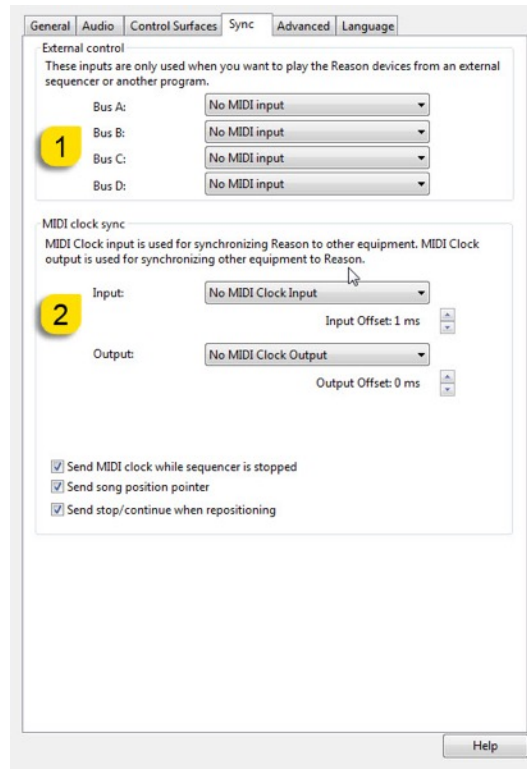 General Audio Control Surfaces Sync Advanced Language
External control
These inputs are only used when you want to play the Reason devices from an external
sequencer or another program.
Bus A: No MIDI input
Bus B: No MIDI input
1
Bus C: No MIDI input
Bus D: No MIDI input
MIDI clock sync
MIDI Clock input is used for synchronizing Reason to other equipment. MIDI Clock
output is used for synchronizing other equipment to Reason.
Input: No MIDI Clock Input
2
Input Offset: 1 ms
Output: No MIDI Clock Output
Output Offset: 0 ms
Send MIDI clock while sequencer is stopped
Send song position pointer
Send stop/continue when repositioning
Help